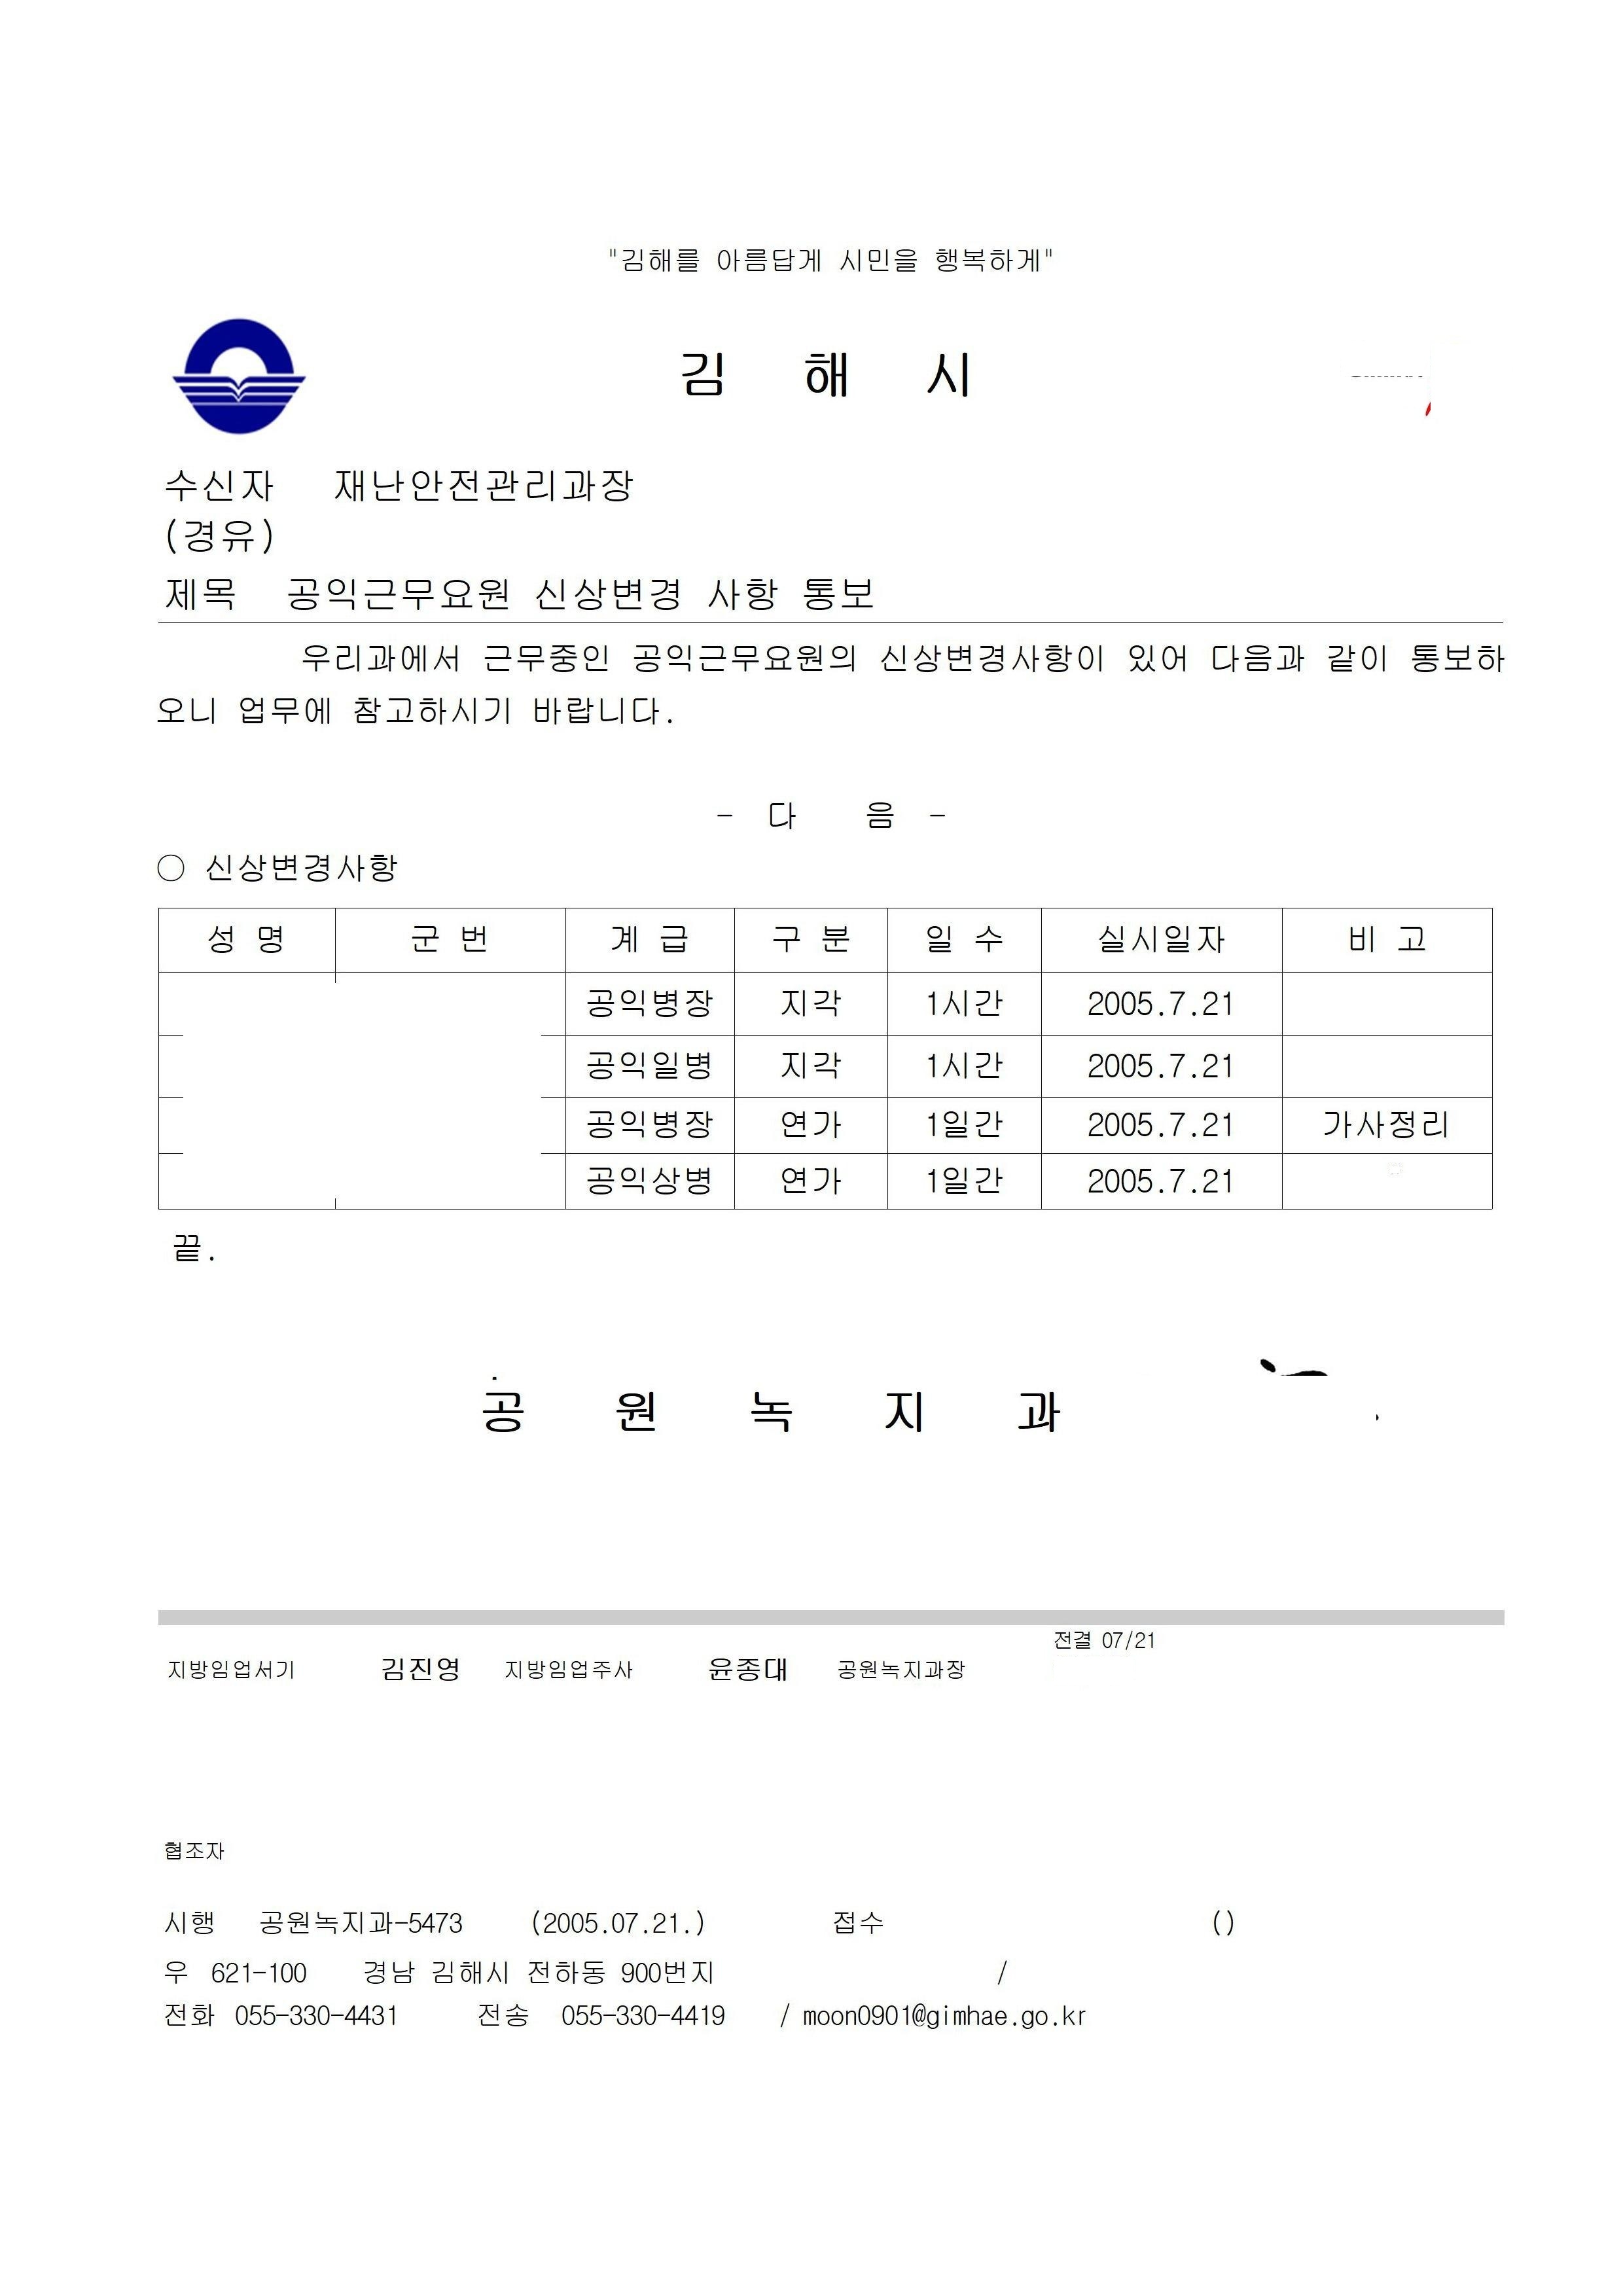 "김해를 아름답게 시민을 행복하게"
김 해 시
수신자 재난안전관리과장
(경유)
제목 공익근무요원 신상변경 사항 통보
우리과에서 근무중인 공익근무요원의 신상변경사항이 있어 다음과 같이 통보하
오니 업무에 참고하시기 바랍니다.
- 다 음 -
○ 신상변경사항
성 명 군 번 계 급 구 분 일 수 실시일자 비 고
공익병장 지각 1시간 2005.7.21
공익일병 지각 1시간 2005.7.21
공익병장 연가 1일간 2005.7.21 가사정리
공익상병 연가 1일간 2005.7.21
끝.
공 원 녹 지 과
전결 07/21
지방임업서기 김진영 지방임업주사 윤종대 공원녹지과장
협조자
시행 공원녹지과-5473 (2005.07.21.) 접수 ()
우 621-100 경남 김해시 전하동 900번지 /
전화 055-330-4431 전송 055-330-4419 / moon0901@gimhae.go.kr